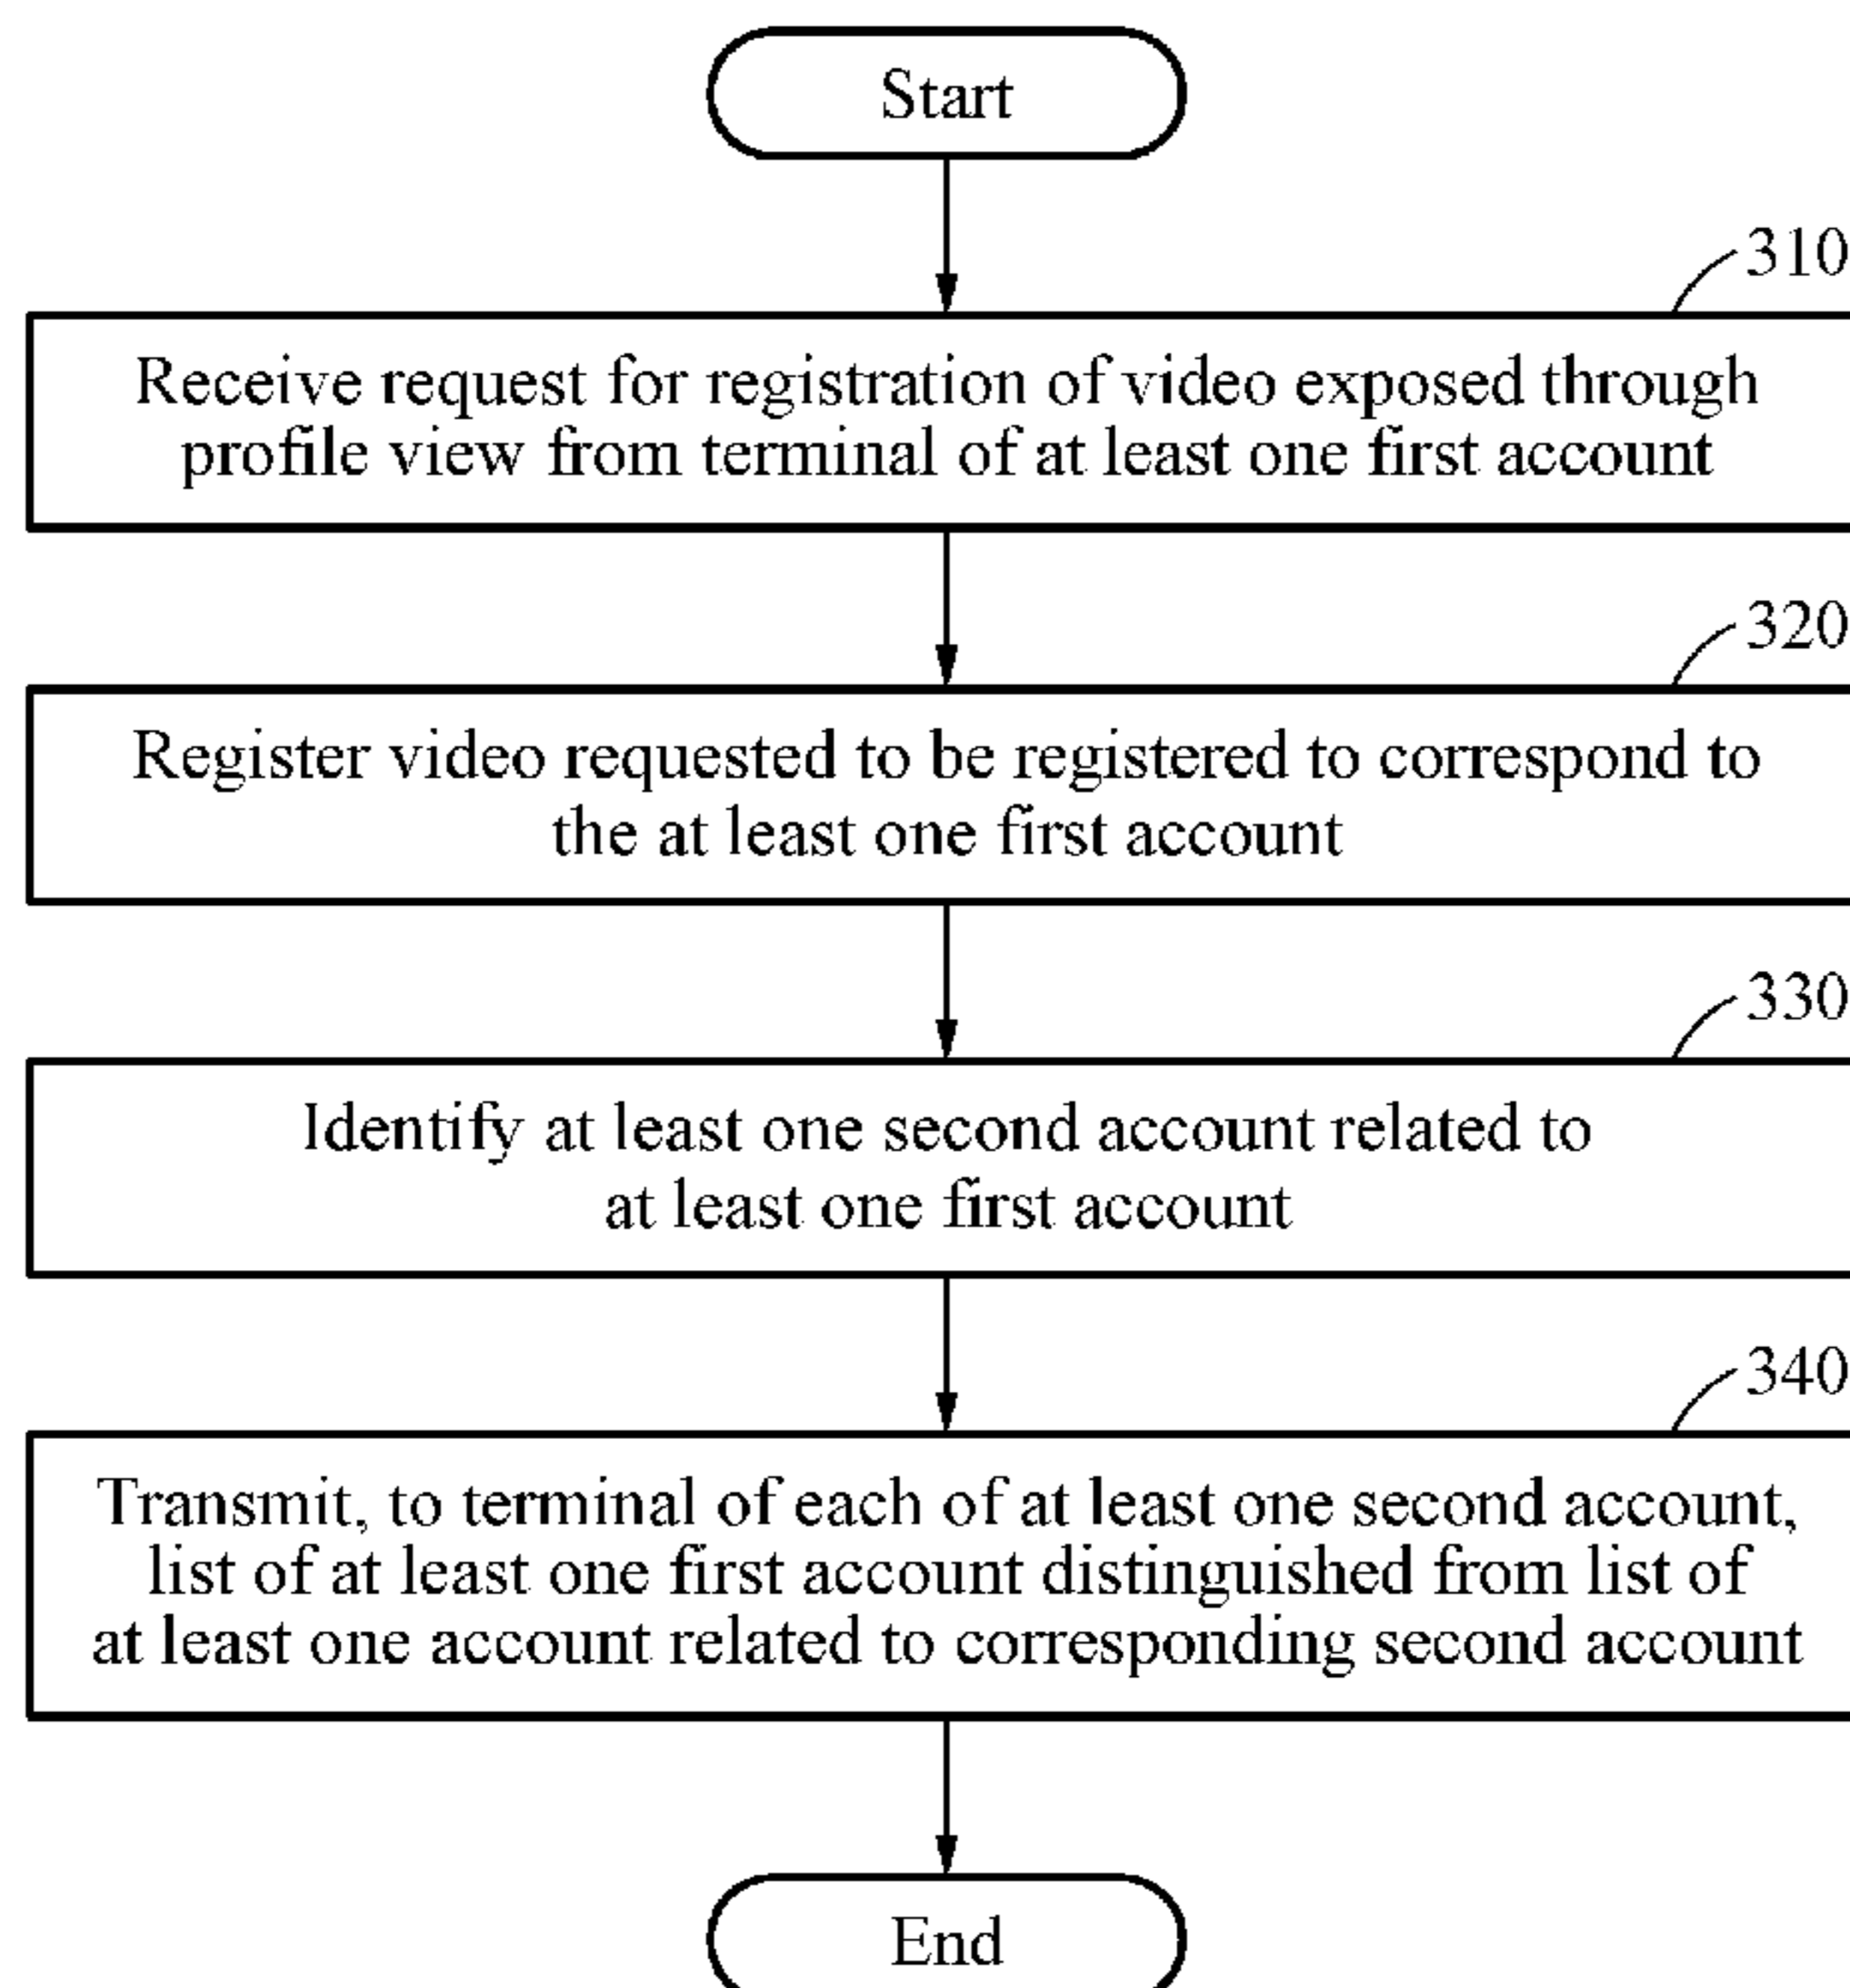 Start
310
Receive request for registration of video exposed through
profile view from terminal of at least one first account
320
Register video requested to be registered to correspond to
the at least one first account
330
Identify at least one second account related to
at least one first account
340
Transmit, to terminal of each of at least one second account,
list of at least one first account distinguished from list of
at least one account related to corresponding second account
End